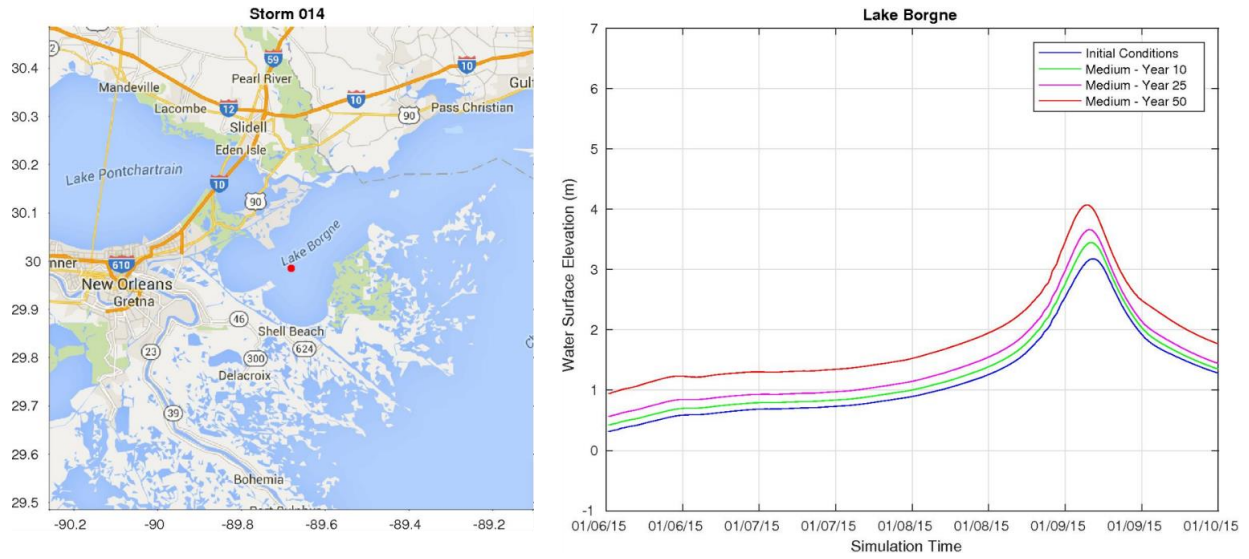 Storm 014
30.4
30.3
30.2
30.1
30
29.9
29.8
29.7
29.6
29.5
-90.2
-90
-89.8
-89.6
-89.4
-89.2
59
10
Pearl River
Gulf
Mandeville
Lacombe
12
10
Pass Christian
90
Slidell
Eden Isle
Lake Pontchartrain
10
90
Lake Borgne
610
New Orleans
Gretna
46
Shell Beach
23
300
624
Delacroix
39
Bohemia
Lake Borgne
Water Surface Elevation (m)
7
6
5
4
3
2
1
0
-1
Initial Conditions
Medium - Year 10
Medium - Year 25
Medium - Year 50
01/06/15 01/06/15 01/07/15 01/07/15 01/08/15 01/08/15 01/09/15 01/09/15 01/10/15
Simulation Time